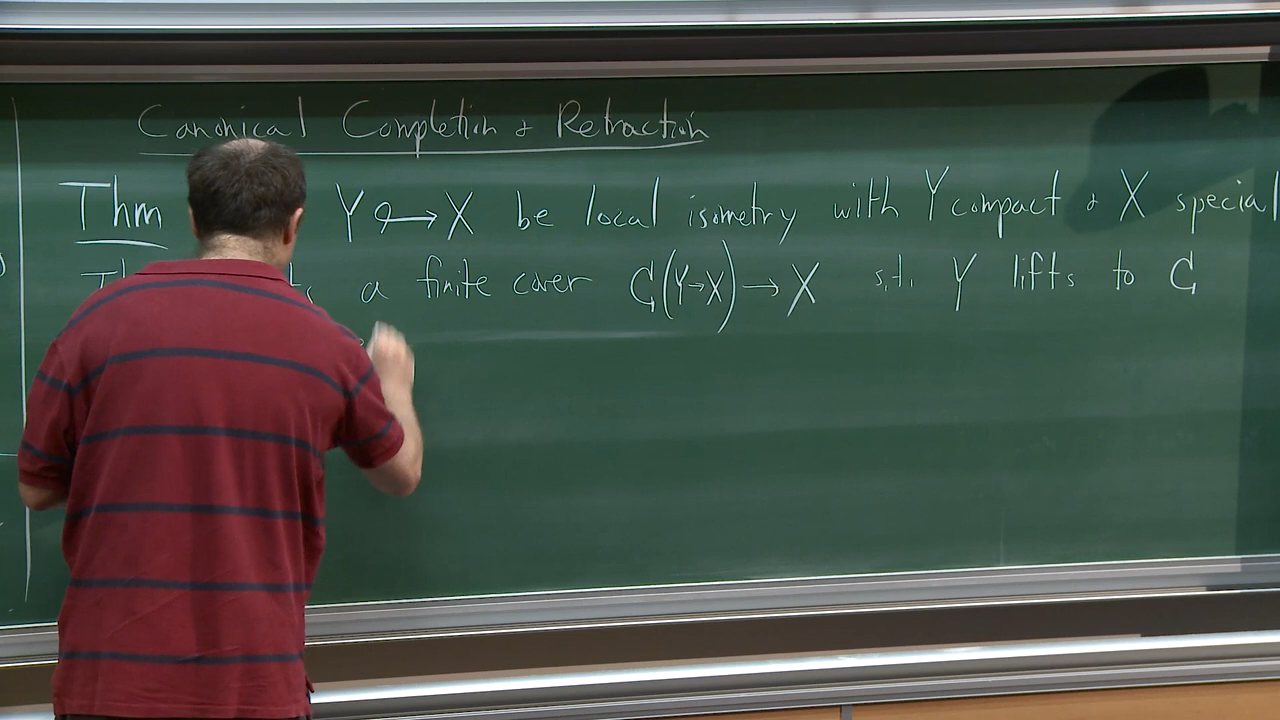 Canonical Completion & Retraction
Thm Y ↬ X be local isometry with Y compact & X special
a finite cover C(Y→X) → X s.t. Y lifts to C